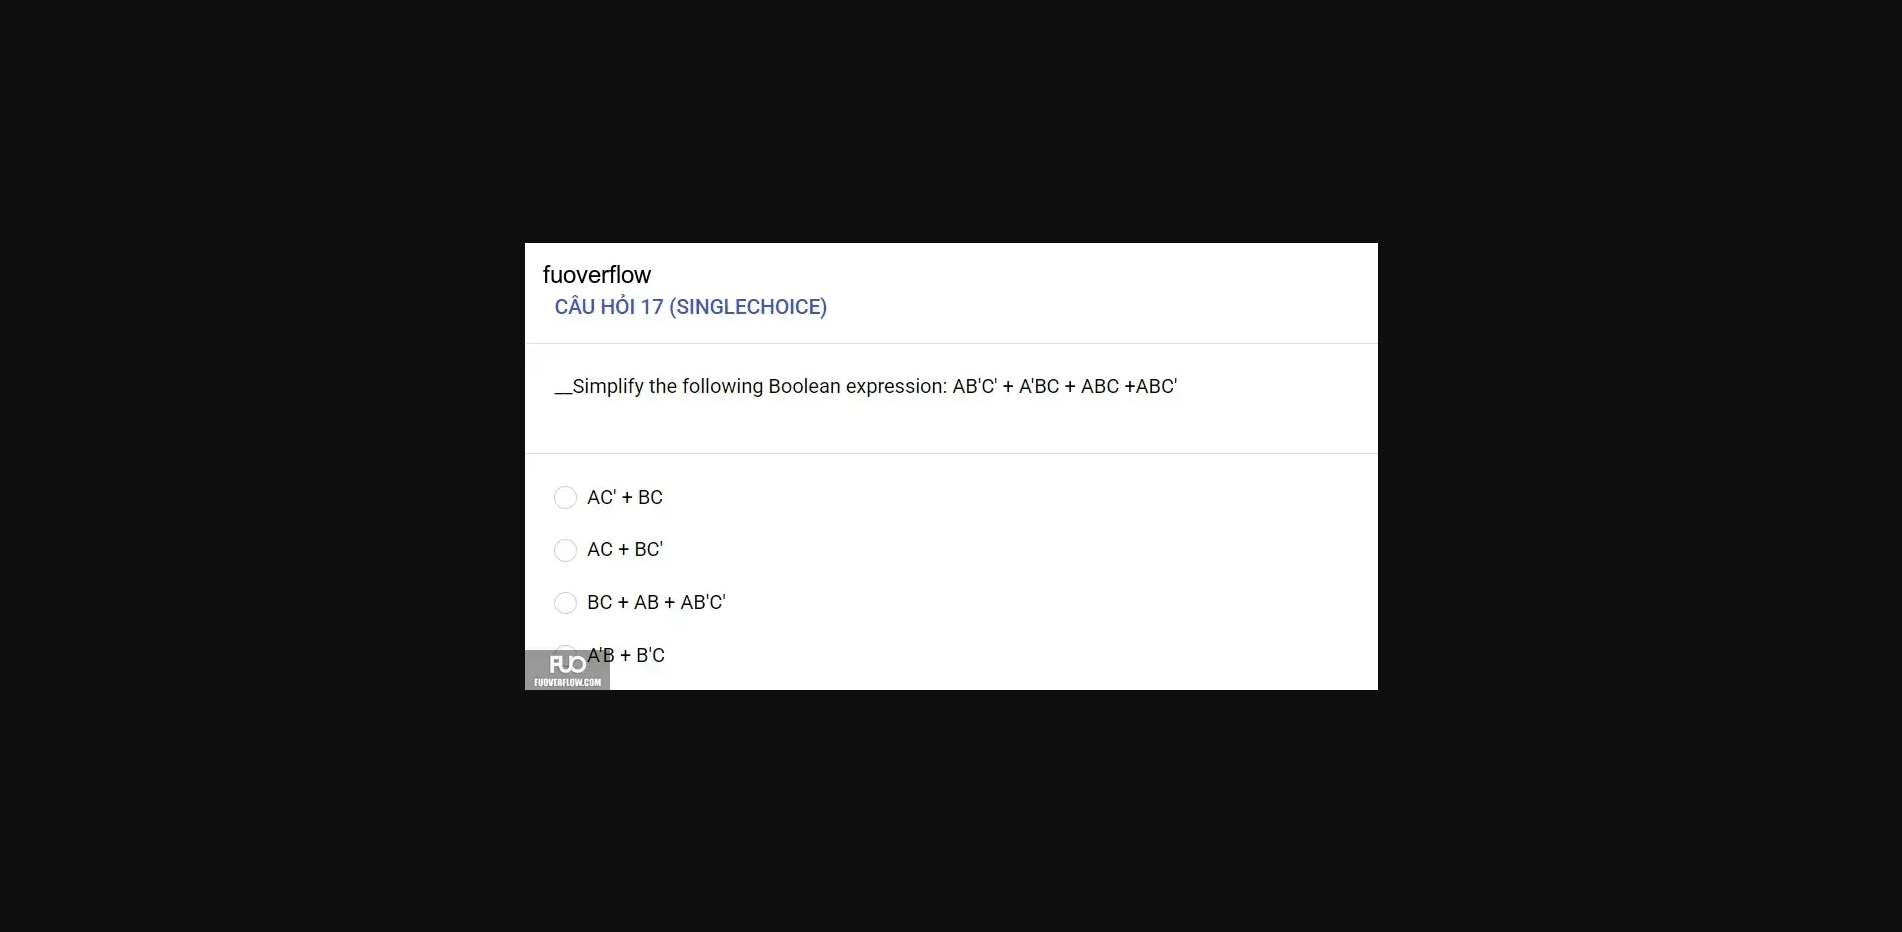 fuoverflow
CÂU HỎI 17 (SINGLECHOICE)
__Simplify the following Boolean expression: AB'C' + A'BC + ABC +ABC'
AC' + BC
AC + BC'
BC + AB + AB'C'
A'B + B'C
FUO
FUOVERFLOW.COM